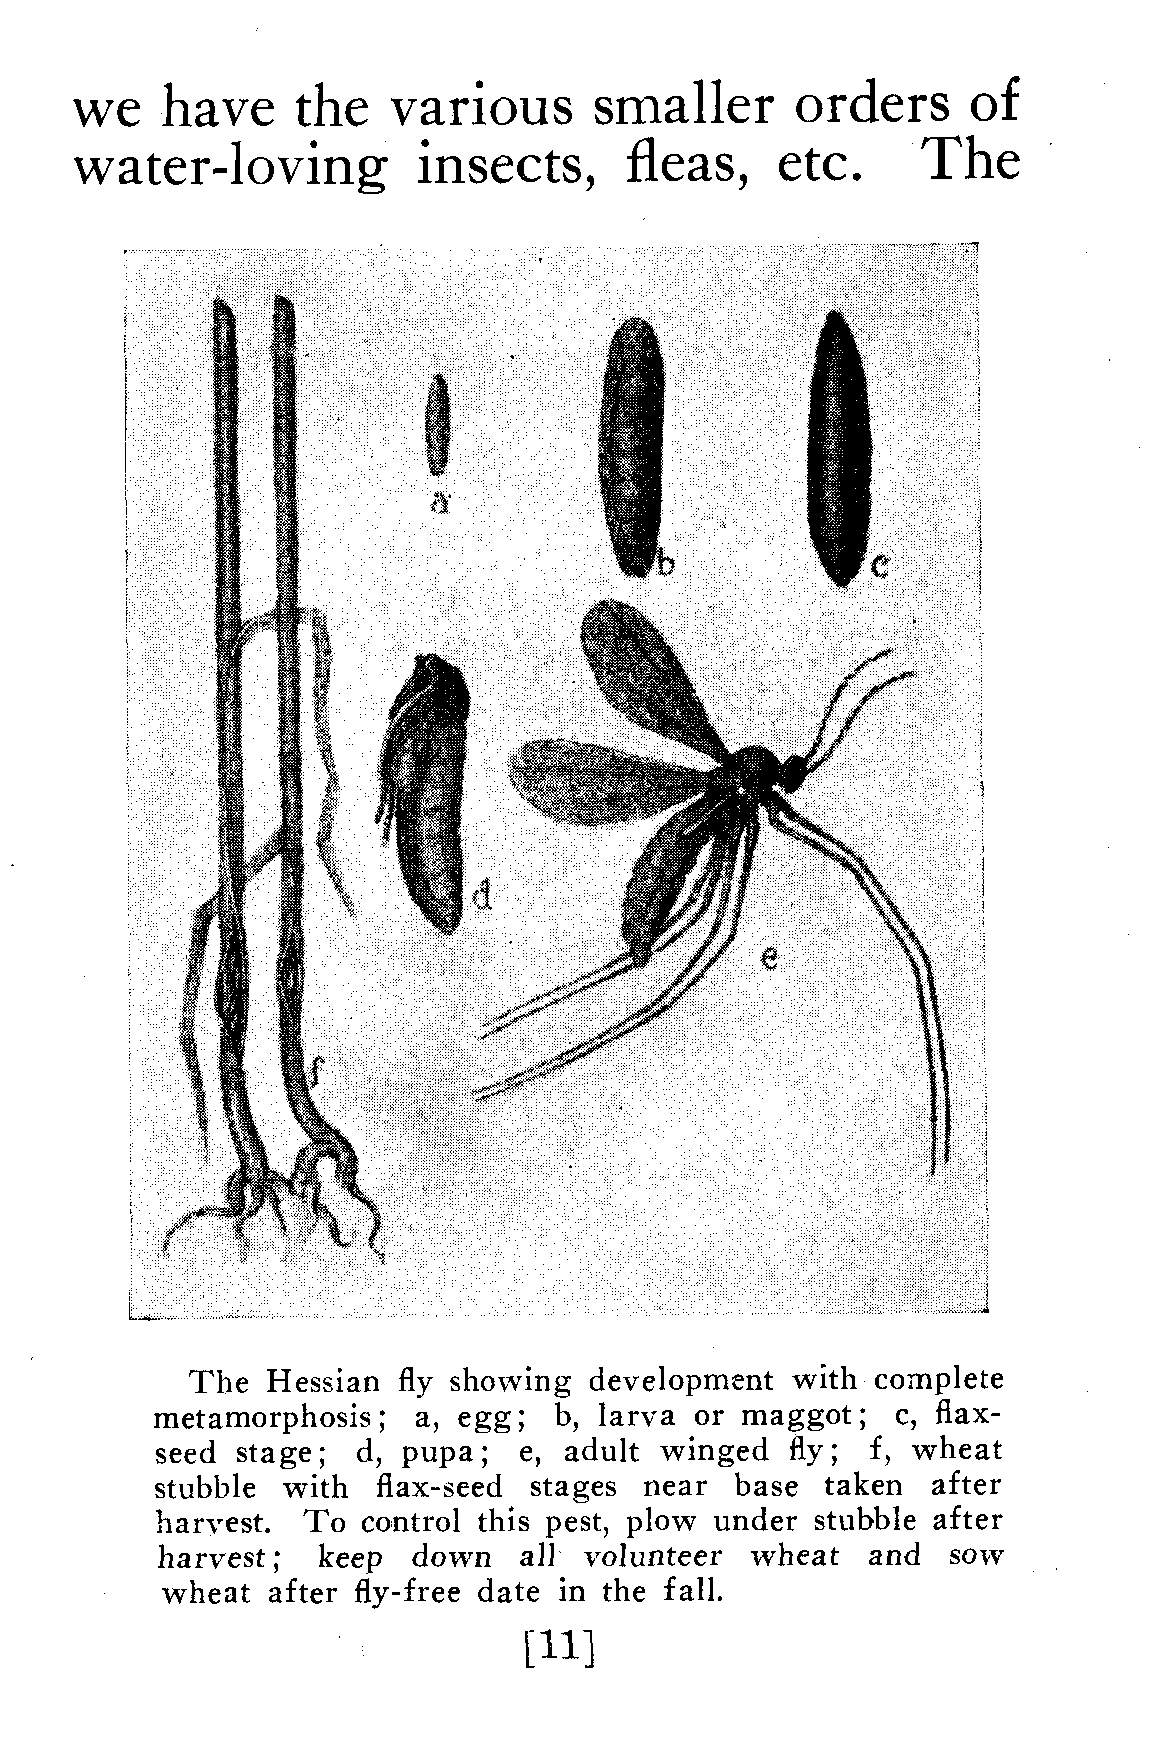 we have the various smaller orders of
water-loving insects, fleas, etc. The
a
b
c
d
e
f
The Hessian fly showing development with complete
metamorphosis; a, egg; b, larva or maggot; c, flax-
seed stage; d, pupa; e, adult winged fly; f, wheat
stubble with flax-seed stages near base taken after
harvest. To control this pest, plow under stubble after
harvest; keep down all volunteer wheat and sow
wheat after fly-free date in the fall.
[11]